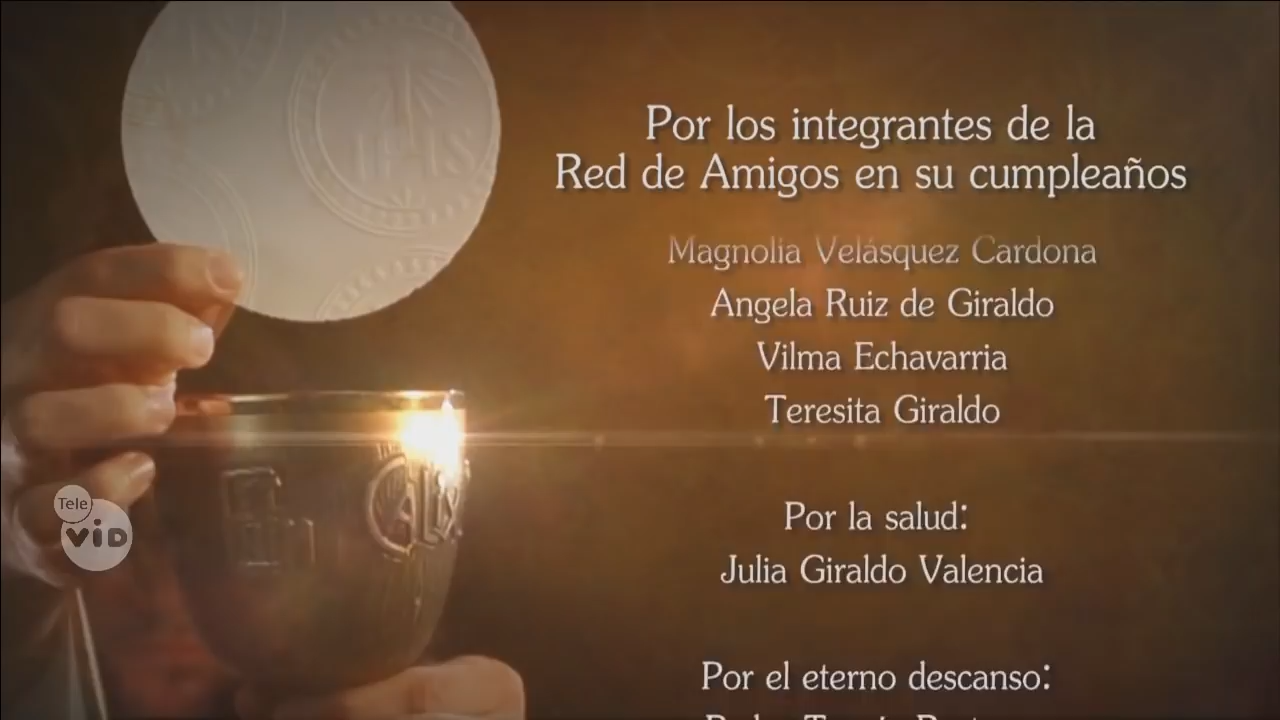 Por los integrantes de la
Red de Amigos en su cumpleaños
Magnolia Velásquez Cardona
Angela Ruiz de Giraldo
Vilma Echavarria
Teresita Giraldo
Por la salud:
Julia Giraldo Valencia
Por el eterno descanso:
Tele
ViD